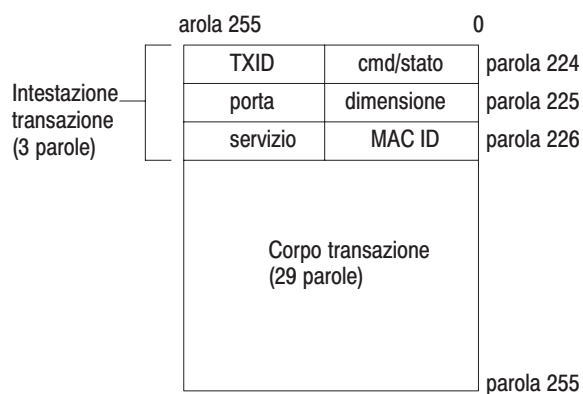 arola 255 0
TXID cmd/stato parola 224
porta dimensione parola 225
servizio MAC ID parola 226
Intestazione
transazione
(3 parole)
Corpo transazione
(29 parole)
parola 255